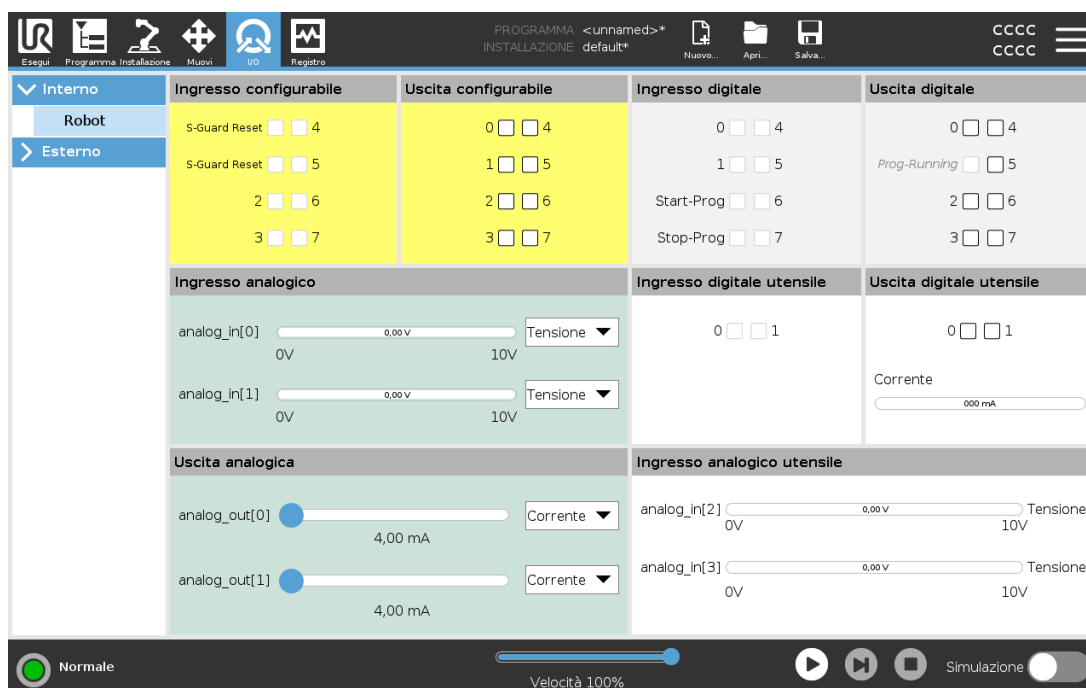 UR
PROGRAMMA <unnamed>*
INSTALLAZIONE default*
CCCC
CCCC
Esegui Programma Installazione Muovi I/O Registro Nuovo... Apri... Salva...
Interno
Robot
Esterno
Ingresso configurabile
S-Guard Reset 4
S-Guard Reset 5
2 6
3 7
Uscita configurabile
0 4
1 5
2 6
3 7
Ingresso digitale
0 4
1 5
Start-Prog 6
Stop-Prog 7
Uscita digitale
0 4
Prog-Running 5
2 6
3 7
Ingresso analogico
analog_in[0] 0,00 V Tensione
0V 10V
analog_in[1] 0,00 V Tensione
0V 10V
Ingresso digitale utensile
0 1
Uscita digitale utensile
0 1
Corrente
000 mA
Uscita analogica
analog_out[0] Corrente
4,00 mA
analog_out[1] Corrente
4,00 mA
Ingresso analogico utensile
analog_in[2] 0,00 V Tensione
0V 10V
analog_in[3] 0,00 V Tensione
0V 10V
Normale
Velocità 100%
Simulazione